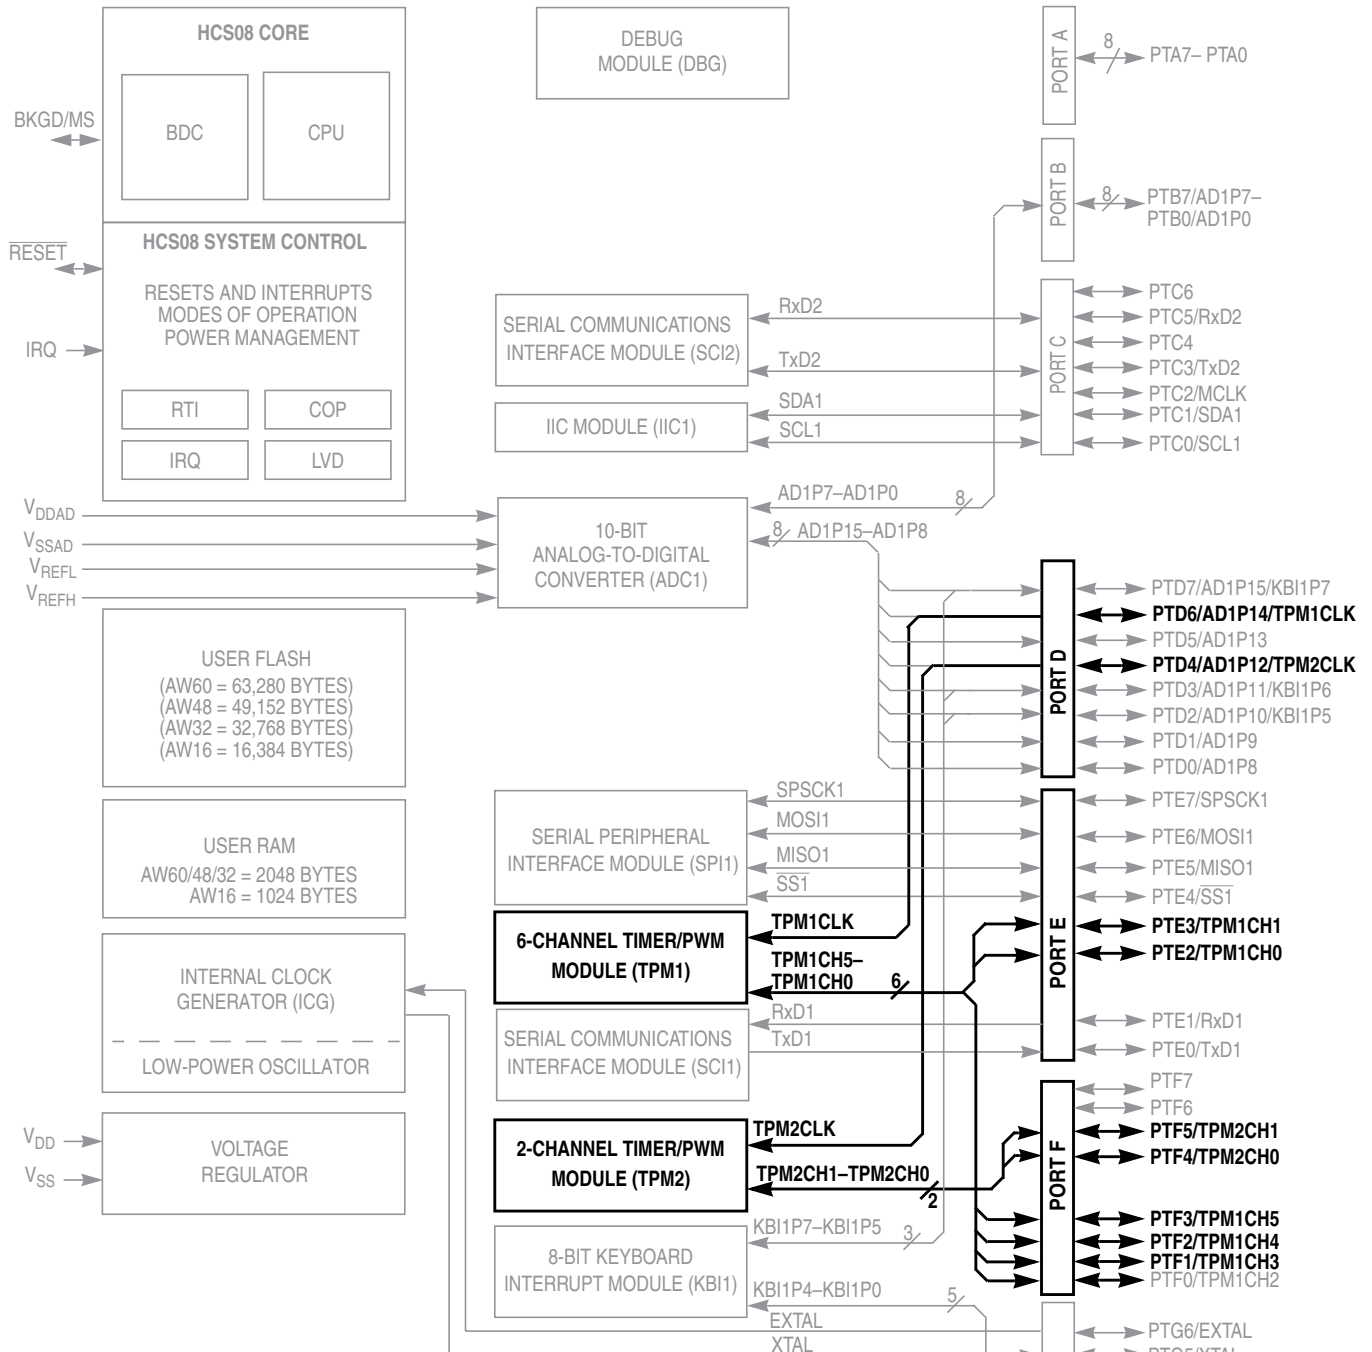 HCS08 CORE
BDC
CPU
BKGD/MS
HCS08 SYSTEM CONTROL
RESET
RESETS AND INTERRUPTS
MODES OF OPERATION
POWER MANAGEMENT
IRQ
RTI
COP
IRQ
LVD
VDDAD
VSSAD
VREFL
VREFH
USER FLASH
(AW60 = 63,280 BYTES)
(AW48 = 49,152 BYTES)
(AW32 = 32,768 BYTES)
(AW16 = 16,384 BYTES)
USER RAM
AW60/48/32 = 2048 BYTES
AW16 = 1024 BYTES
INTERNAL CLOCK
GENERATOR (ICG)
LOW-POWER OSCILLATOR
VDD
VSS
VOLTAGE
REGULATOR
DEBUG
MODULE (DBG)
SERIAL COMMUNICATIONS
INTERFACE MODULE (SCI2)
RxD2
TxD2
IIC MODULE (IIC1)
SDA1
SCL1
10-BIT
ANALOG-TO-DIGITAL
CONVERTER (ADC1)
AD1P7–AD1P0
8
8
AD1P15–AD1P8
SERIAL PERIPHERAL
INTERFACE MODULE (SPI1)
SPSCK1
MOSI1
MISO1
SS1
6-CHANNEL TIMER/PWM
MODULE (TPM1)
TPM1CLK
TPM1CH5–
TPM1CH0
6
SERIAL COMMUNICATIONS
INTERFACE MODULE (SCI1)
RxD1
TxD1
2-CHANNEL TIMER/PWM
MODULE (TPM2)
TPM2CLK
TPM2CH1–TPM2CH0
2
8-BIT KEYBOARD
INTERRUPT MODULE (KBI1)
KBI1P7–KBI1P5
3
KBI1P4–KBI1P0
5
EXTAL
XTAL
PORT A
8
PTA7– PTA0
PORT B
8
PTB7/AD1P7–
PTB0/AD1P0
PORT C
PTC6
PTC5/RxD2
PTC4
PTC3/TxD2
PTC2/MCLK
PTC1/SDA1
PTC0/SCL1
PORT D
PTD7/AD1P15/KBI1P7
PTD6/AD1P14/TPM1CLK
PTD5/AD1P13
PTD4/AD1P12/TPM2CLK
PTD3/AD1P11/KBI1P6
PTD2/AD1P10/KBI1P5
PTD1/AD1P9
PTD0/AD1P8
PORT E
PTE7/SPSCK1
PTE6/MOSI1
PTE5/MISO1
PTE4/SS1
PTE3/TPM1CH1
PTE2/TPM1CH0
PTE1/RxD1
PTE0/TxD1
PORT F
PTF7
PTF6
PTF5/TPM2CH1
PTF4/TPM2CH0
PTF3/TPM1CH5
PTF2/TPM1CH4
PTF1/TPM1CH3
PTF0/TPM1CH2
PTG6/EXTAL
PTG5/XTAL